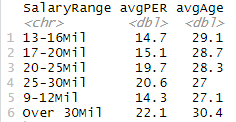 SalaryRange avgPER avgAge
<chr> <dbl> <dbl>
1 13-16Mil 14.7 29.1
2 17-20Mil 15.1 28.7
3 20-25Mil 19.7 28.3
4 25-30Mil 20.6 27
5 9-12Mil 14.3 27.1
6 Over 30Mil 22.1 30.4